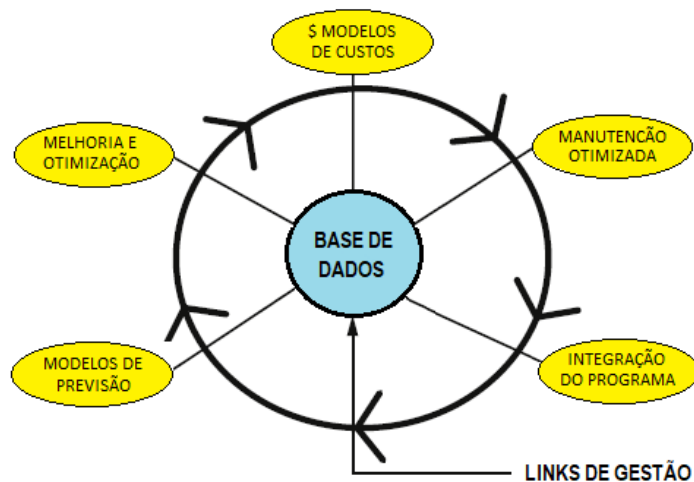 $ MODELOS
DE CUSTOS
MELHORIA E
OTIMIZAÇÃO
MANUTENCÃO
OTIMIZADA
BASE DE
DADOS
MODELOS DE
PREVISÃO
INTEGRAÇÃO
DO PROGRAMA
LINKS DE GESTÃO